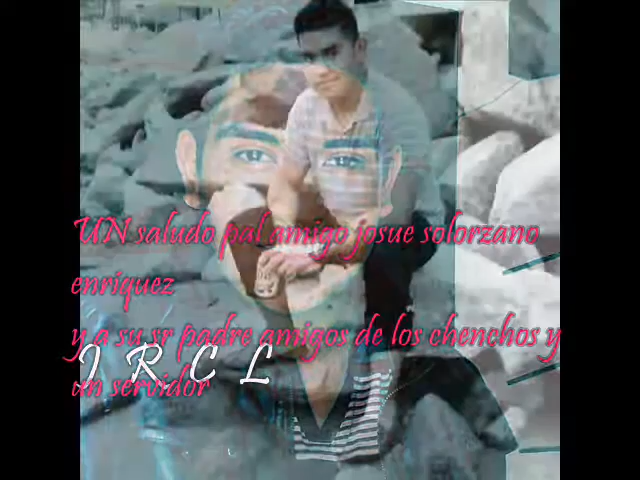 UN saludo pal amigo josue solorzano
enriquez
y a su sr padre amigos de los chenchos y
J R C L
un servidor